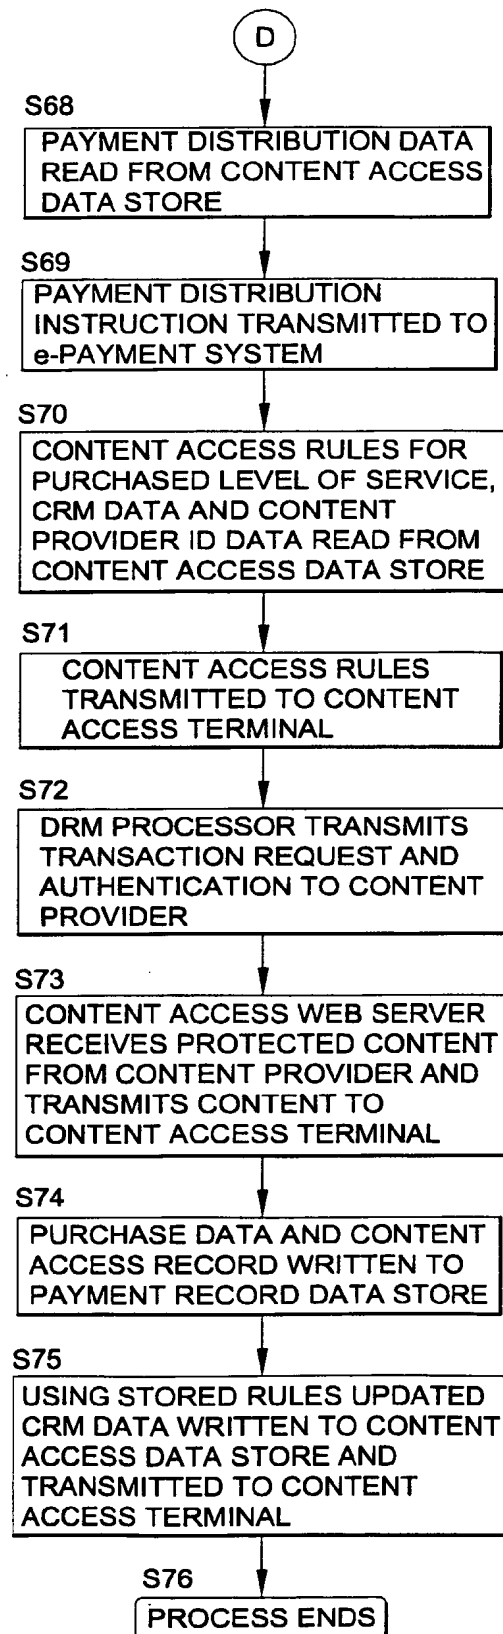 D
S68
PAYMENT DISTRIBUTION DATA
READ FROM CONTENT ACCESS
DATA STORE
S69
PAYMENT DISTRIBUTION
INSTRUCTION TRANSMITTED TO
e-PAYMENT SYSTEM
S70
CONTENT ACCESS RULES FOR
PURCHASED LEVEL OF SERVICE,
CRM DATA AND CONTENT
PROVIDER ID DATA READ FROM
CONTENT ACCESS DATA STORE
S71
CONTENT ACCESS RULES
TRANSMITTED TO CONTENT
ACCESS TERMINAL
S72
DRM PROCESSOR TRANSMITS
TRANSACTION REQUEST AND
AUTHENTICATION TO CONTENT
PROVIDER
S73
CONTENT ACCESS WEB SERVER
RECEIVES PROTECTED CONTENT
FROM CONTENT PROVIDER AND
TRANSMITS CONTENT TO
CONTENT ACCESS TERMINAL
S74
PURCHASE DATA AND CONTENT
ACCESS RECORD WRITTEN TO
PAYMENT RECORD DATA STORE
S75
USING STORED RULES UPDATED
CRM DATA WRITTEN TO CONTENT
ACCESS DATA STORE AND
TRANSMITTED TO CONTENT
ACCESS TERMINAL
S76
PROCESS ENDS